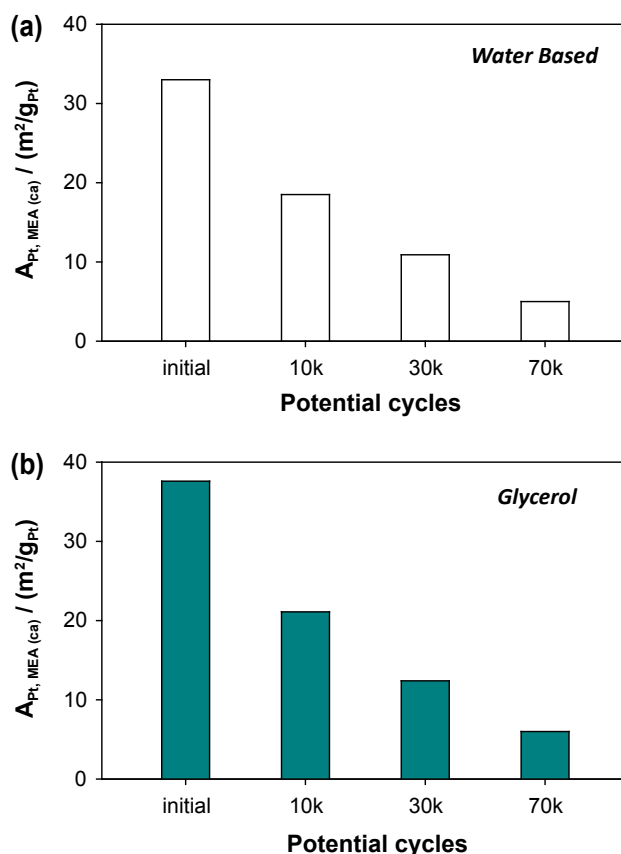 (a)
Water Based
A_Pt, MEA (ca) / (m²/g_Pt)
40
30
20
10
0
initial 10k 30k 70k
Potential cycles
(b)
Glycerol
A_Pt, MEA (ca) / (m²/g_Pt)
40
30
20
10
0
initial 10k 30k 70k
Potential cycles